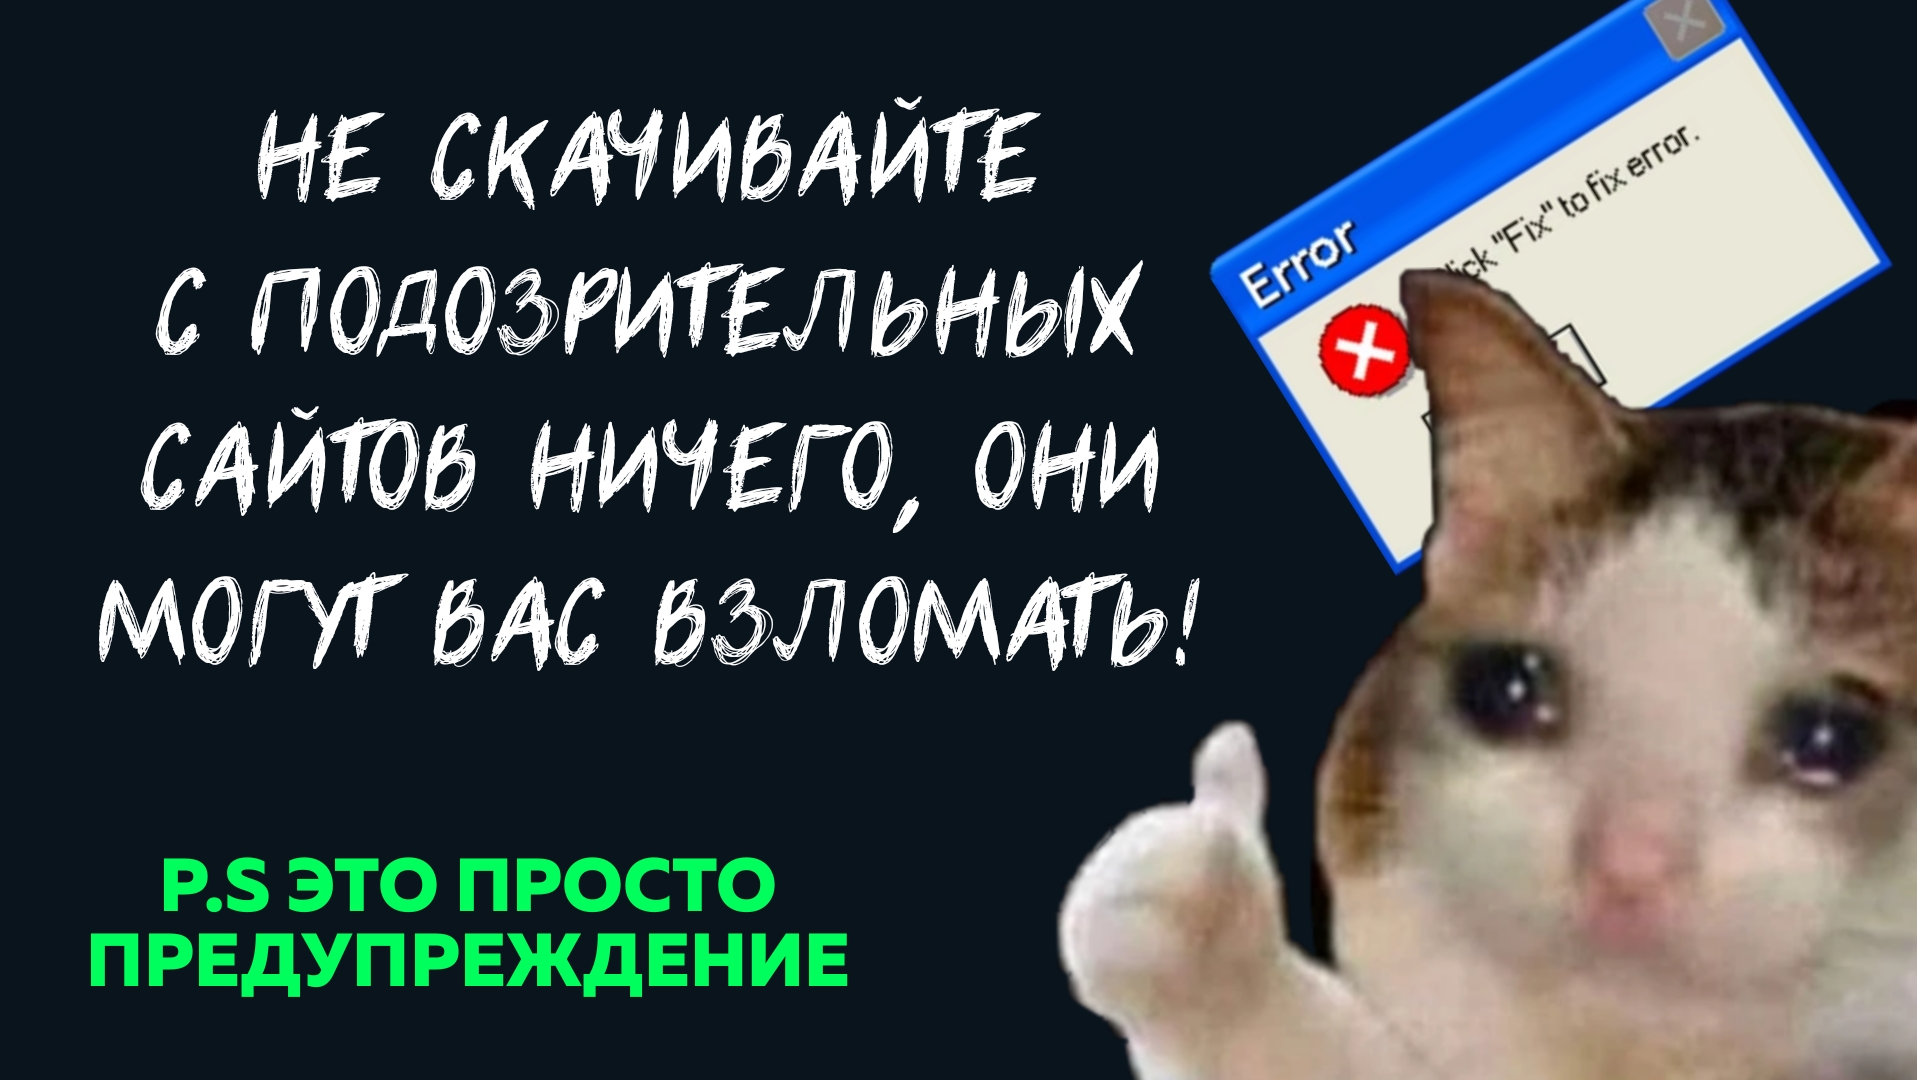 НЕ СКАЧИВАЙТЕ
С ПОДОЗРИТЕЛЬНЫХ
САЙТОВ НИЧЕГО, ОНИ
МОГУТ ВАС ВЗЛОМАТЬ!
Error
"Fix" to fix error.
P.S ЭТО ПРОСТО
ПРЕДУПРЕЖДЕНИЕ